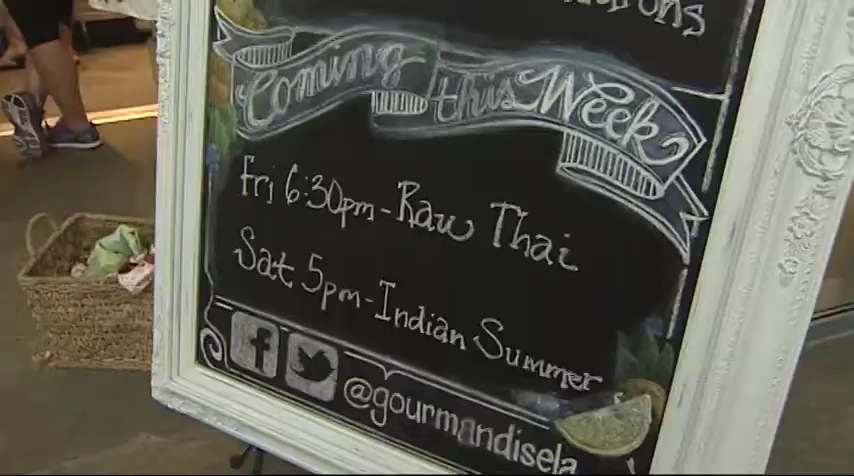 Coming this Week
Fri 6:30pm-Raw Thai
Sat 5pm-Indian Summer
@gourmandisela